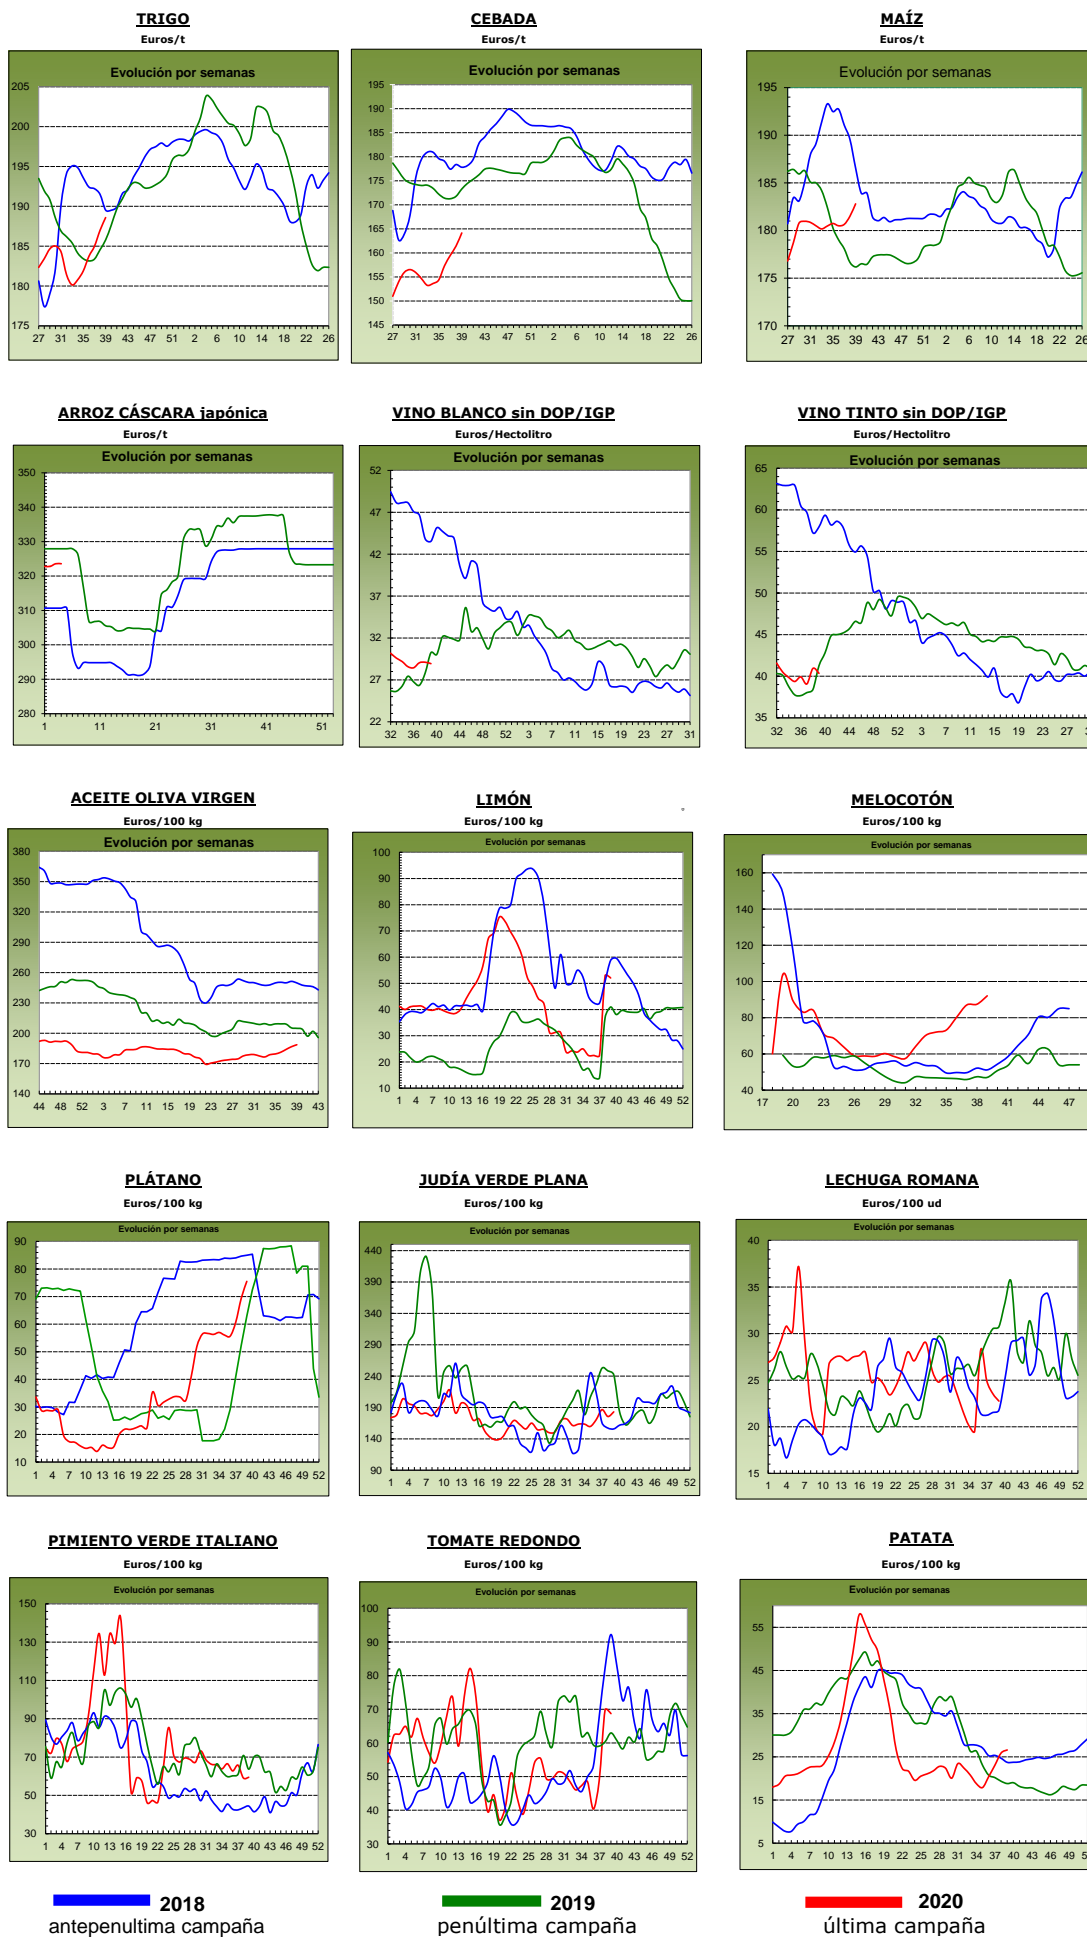 TRIGO
Euros/t
Evolución por semanas
205
200
195
190
185
180
175
27 31 35 39 43 47 51 2 6 10 14 18 22 26
CEBADA
Euros/t
Evolución por semanas
195
190
185
180
175
170
165
160
155
150
145
27 31 35 39 43 47 51 2 6 10 14 18 22 26
MAÍZ
Euros/t
Evolución por semanas
195
190
185
180
175
170
27 31 35 39 43 47 51 2 6 10 14 18 22 26
ARROZ CÁSCARA japónica
Euros/t
Evolución por semanas
350
340
330
320
310
300
290
280
1 11 21 31 41 51
VINO BLANCO sin DOP/IGP
Euros/Hectolitro
Evolución por semanas
52
47
42
37
32
27
22
32 36 40 44 48 52 3 7 11 15 19 23 27 31
VINO TINTO sin DOP/IGP
Euros/Hectolitro
Evolución por semanas
65
60
55
50
45
40
35
32 36 40 44 48 52 3 7 11 15 19 23 27
ACEITE OLIVA VIRGEN
Euros/100 kg
Evolución por semanas
380
350
320
290
260
230
200
170
140
44 48 52 3 7 11 15 19 23 27 31 35 39 43
LIMÓN
Euros/100 kg
Evolución por semanas
100
90
80
70
60
50
40
30
20
10
1 4 7 10 13 16 19 22 25 28 31 34 37 40 43 46 49 52
MELOCOTÓN
Euros/100 kg
Evolución por semanas
160
140
120
100
80
60
40
17 20 23 26 29 32 35 38 41 44 47
PLÁTANO
Euros/100 kg
Evolución por semanas
90
80
70
60
50
40
30
20
10
1 4 7 10 13 16 19 22 25 28 31 34 37 40 43 46 49 52
JUDÍA VERDE PLANA
Euros/100 kg
Evolución por semanas
440
390
340
290
240
190
140
90
1 4 7 10 13 16 19 22 25 28 31 34 37 40 43 46 49 52
LECHUGA ROMANA
Euros/100 ud
Evolución por semanas
40
35
30
25
20
15
1 4 7 10 13 16 19 22 25 28 31 34 37 40 43 46 49 52
PIMIENTO VERDE ITALIANO
Euros/100 kg
Evolución por semanas
150
130
110
90
70
50
30
1 4 7 10 13 16 19 22 25 28 31 34 37 40 43 46 49 52
TOMATE REDONDO
Euros/100 kg
Evolución por semanas
100
90
80
70
60
50
40
30
1 4 7 10 13 16 19 22 25 28 31 34 37 40 43 46 49 52
PATATA
Euros/100 kg
Evolución por semanas
55
45
35
25
15
5
1 4 7 10 13 16 19 22 25 28 31 34 37 40 43 46 49
2018
antepenultima campaña
2019
penúltima campaña
2020
última campaña